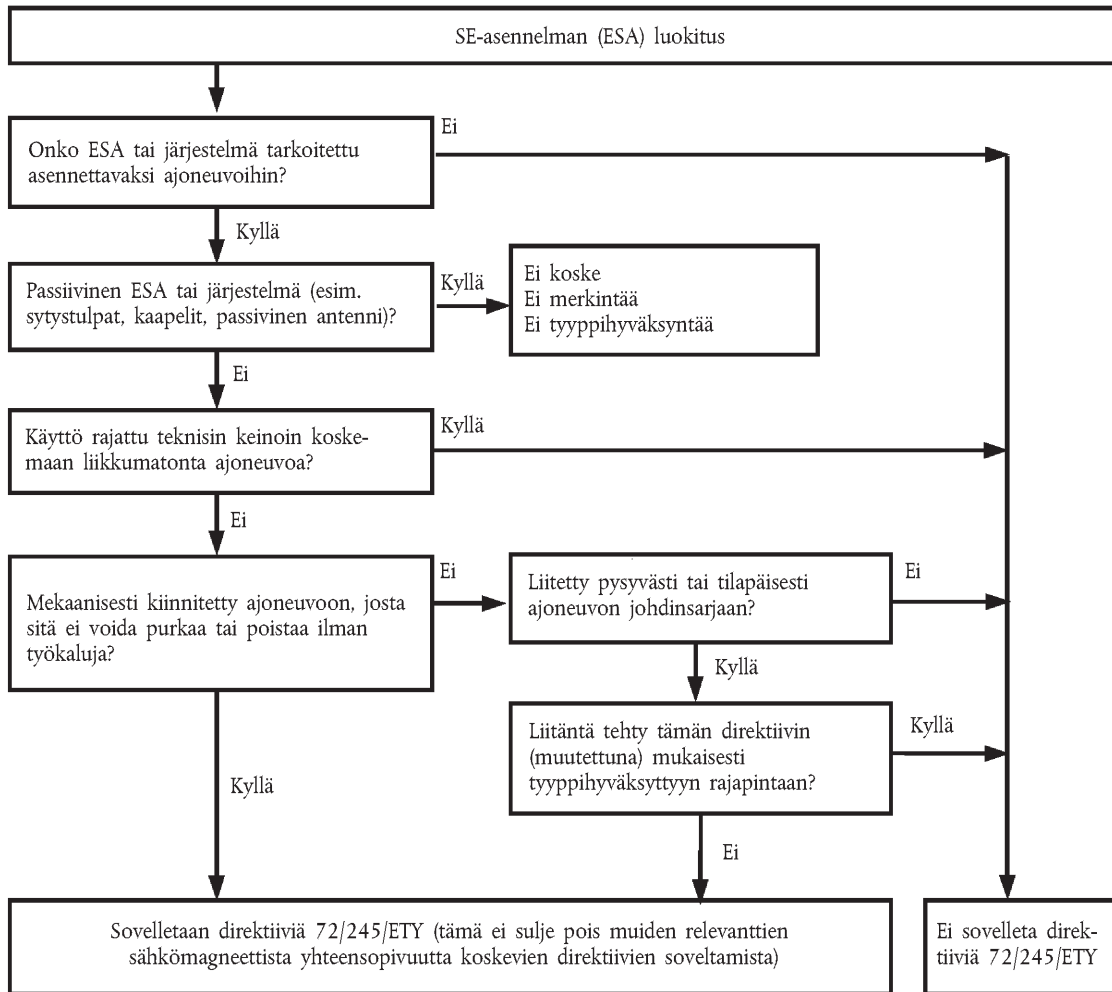 SE-asennelman (ESA) luokitus
Ei
Onko ESA tai järjestelmä tarkoitettu
asennettavaksi ajoneuvoihin?
Kyllä
Passiivinen ESA tai järjestelmä (esim.
sytystulpat, kaapelit, passivinen antenni)?
Kyllä
Ei koske
Ei merkintää
Ei tyyppihyväksyntää
Ei
Käyttö rajattu teknisin keinoin koske-
maan liikkumatonta ajoneuvoa?
Kyllä
Ei
Mekaanisesti kiinnitetty ajoneuvoon, josta
sitä ei voida purkaa tai poistaa ilman
työkaluja?
Ei
Liitetty pysyvästi tai tilapäisesti
ajoneuvon johdinsarjaan?
Ei
Kyllä
Liitäntä tehty tämän direktiivin
(muutettuna) mukaisesti
tyyppihyväksyttyyn rajapintaan?
Kyllä
Kyllä
Ei
Sovelletaan direktiiviä 72/245/ETY (tämä ei sulje pois muiden relevanttien
sähkömagneettista yhteensopivuutta koskevien direktiivien soveltamista)
Ei sovelleta direk-
tiiviä 72/245/ETY